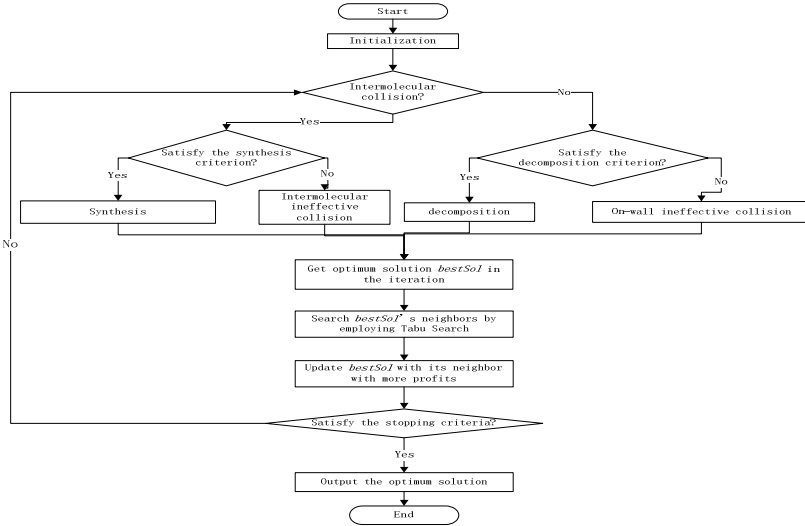 Start
Initialization
Intermolecular
collision?
No
Yes
Satisfy the synthesis
criterion?
Satisfy the
decomposition criterion?
Yes
No
Yes
No
Synthesis
Intermolecular
ineffective
collision
decomposition
On-wall ineffective collision
No
Get optimum solution bestSol in
the iteration
Search bestSol's neighbors by
employing Tabu Search
Update bestSol with its neighbor
with more profits
Satisfy the stopping criteria?
Yes
Output the optimum solution
End